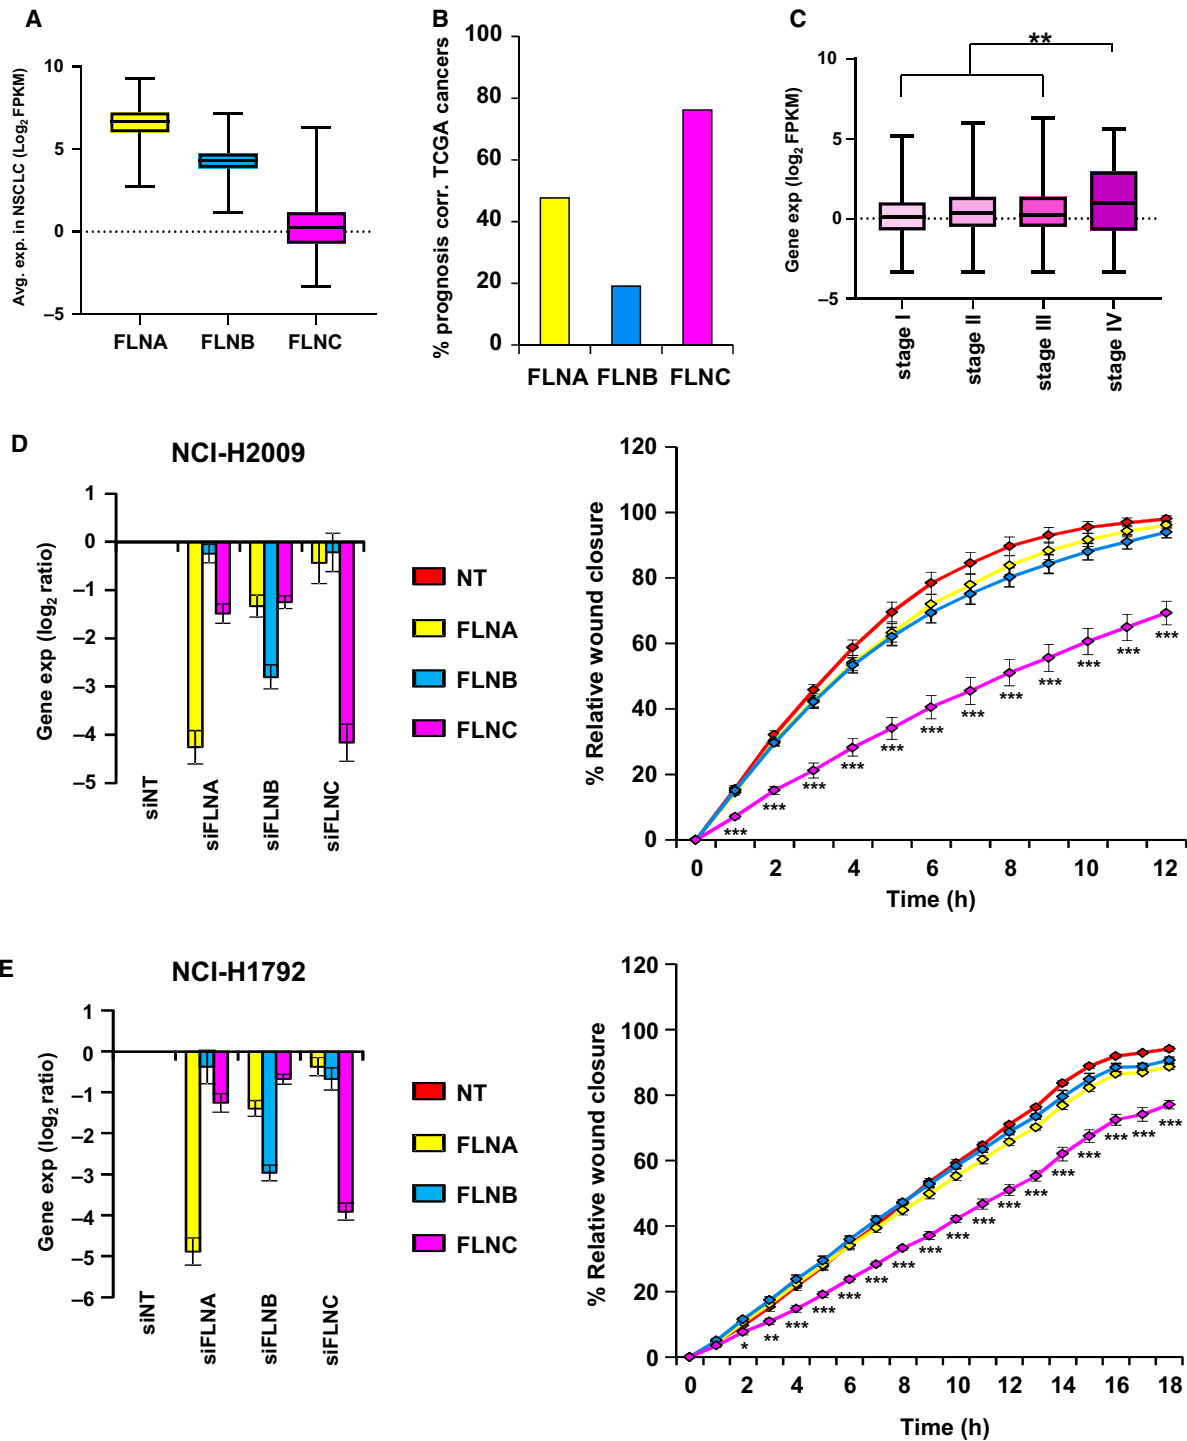 A
Avg. exp. in NSCLC (Log2 FPKM)
10
5
0
–5
FLNA
FLNB
FLNC
B
% prognosis corr. TCGA cancers
100
80
60
40
20
0
FLNA FLNB FLNC
C
Gene exp (log2 FPKM)
10
5
0
–5
**
stage I
stage II
stage III
stage IV
D
NCI-H2009
Gene exp (log2 ratio)
1
0
–1
–2
–3
–4
–5
siNT
siFLNA
siFLNB
siFLNC
NT
FLNA
FLNB
FLNC
% Relative wound closure
120
100
80
60
40
20
0
*** *** *** *** *** *** *** *** *** *** *** ***
0 2 4 6 8 10 12
Time (h)
E
NCI-H1792
Gene exp (log2 ratio)
1
0
–1
–2
–3
–4
–5
–6
siNT
siFLNA
siFLNB
siFLNC
NT
FLNA
FLNB
FLNC
% Relative wound closure
120
100
80
60
40
20
0
* ** *** *** *** *** *** *** *** *** *** *** *** *** *** *** ***
0 2 4 6 8 10 12 14 16 18
Time (h)